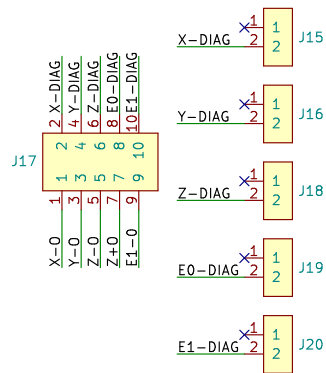 1
1
J15
X-DIAG
2
2
X-DIAG
Y-DIAG
Z-DIAG
E0-DIAG
E1-DIAG
2
4
6
8
10
2
4
6
8
10
J17
1
3
5
7
9
1
3
5
7
9
X-0
Y-0
Z-0
Z+0
E1-0
1
1
J16
Y-DIAG
2
2
1
1
J18
Z-DIAG
2
2
1
1
J19
E0-DIAG
2
2
1
1
J20
E1-DIAG
2
2